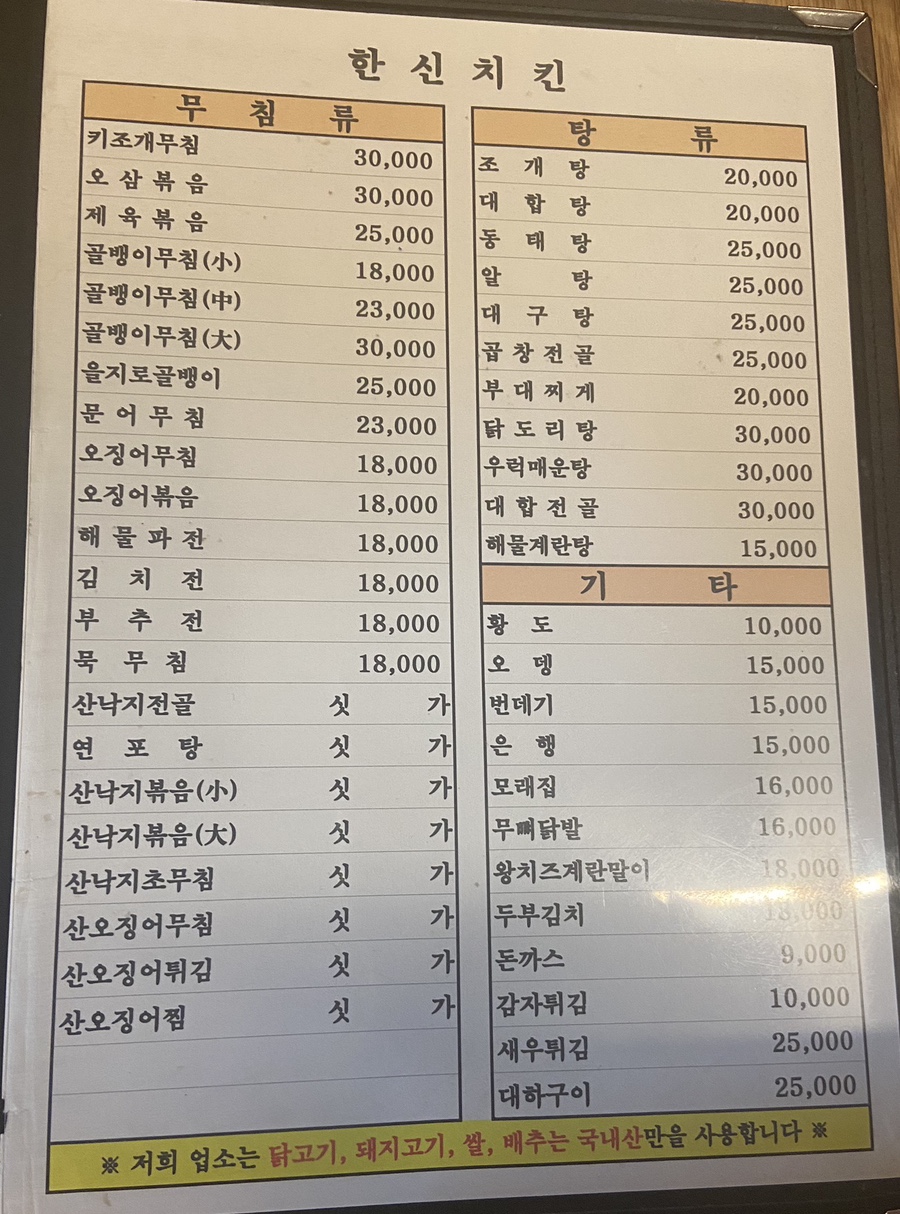 한신치킨
무침류
키조개무침 30,000
오삼볶음 30,000
제육볶음 25,000
골뱅이무침(小) 18,000
골뱅이무침(中) 23,000
골뱅이무침(大) 30,000
을지로골뱅이 25,000
문어무침 23,000
오징어무침 18,000
오징어볶음 18,000
해물파전 18,000
김치전 18,000
부추전 18,000
묵무침 18,000
산낙지전골 싯가
연포탕 싯가
산낙지볶음(小) 싯가
산낙지볶음(大) 싯가
산낙지초무침 싯가
산오징어무침 싯가
산오징어튀김 싯가
산오징어찜 싯가
탕류
조개탕 20,000
대합탕 20,000
동태탕 25,000
알탕 25,000
대구탕 25,000
곱창전골 25,000
부대찌게 20,000
닭도리탕 30,000
우럭매운탕 30,000
대합전골 30,000
해물계란탕 15,000
기타
황도 10,000
오뎅 15,000
번데기 15,000
은행 15,000
모래집 16,000
무뼈닭발 16,000
왕치즈계란말이 18,000
두부김치 18,000
돈까스 9,000
감자튀김 10,000
새우튀김 25,000
대하구이 25,000
※ 저희 업소는 닭고기, 돼지고기, 쌀, 배추는 국내산만을 사용합니다 ※